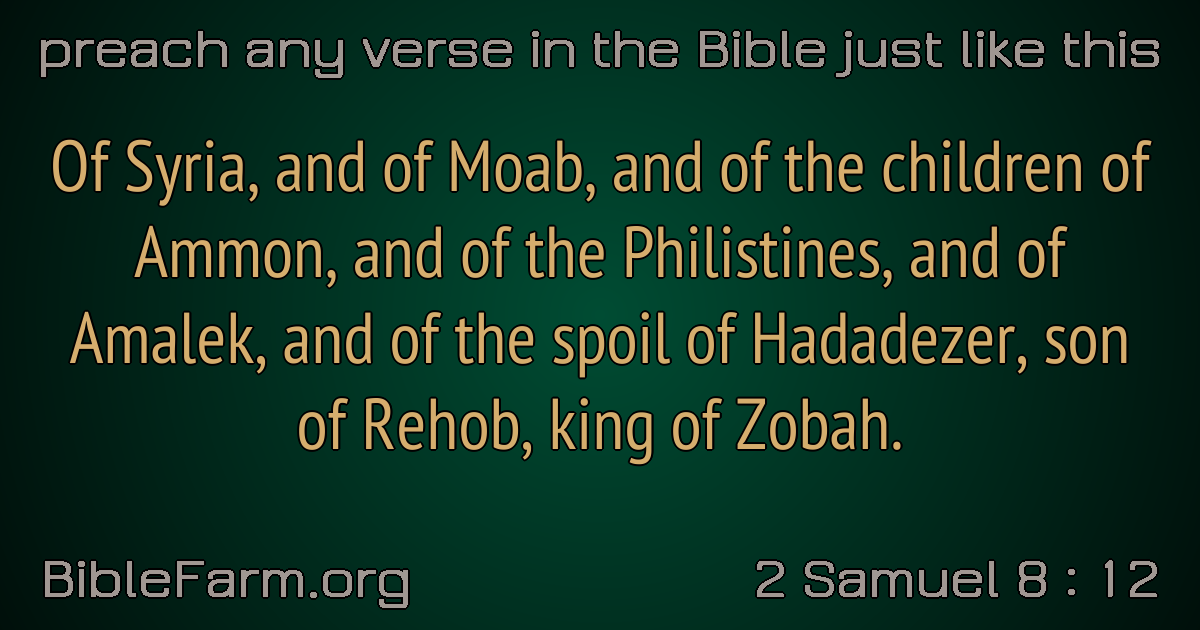 preach any verse in the Bible just like this
Of Syria, and of Moab, and of the children of
Ammon, and of the Philistines, and of
Amalek, and of the spoil of Hadadezer, son
of Rehob, king of Zobah.
BibleFarm.org
2 Samuel 8 : 12